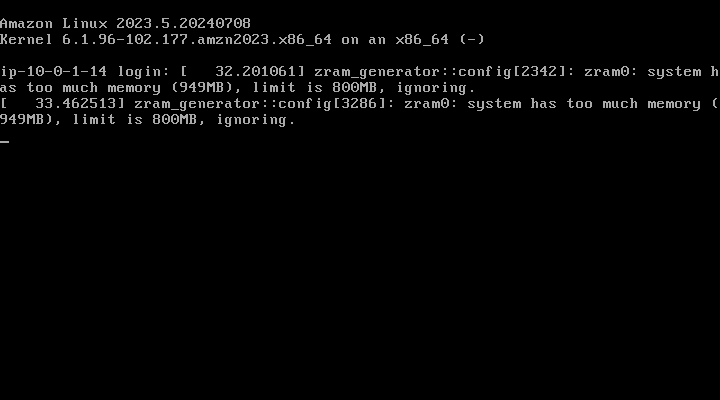 Amazon Linux 2023.5.20240708
Kernel 6.1.96-102.177.amzn2023.x86_64 on an x86_64 (-)
ip-10-0-1-14 login: [   32.201061] zram_generator::config[2342]: zram0: system h
as too much memory (949MB), limit is 800MB, ignoring.
[   33.462513] zram_generator::config[3286]: zram0: system has too much memory (
949MB), limit is 800MB, ignoring.